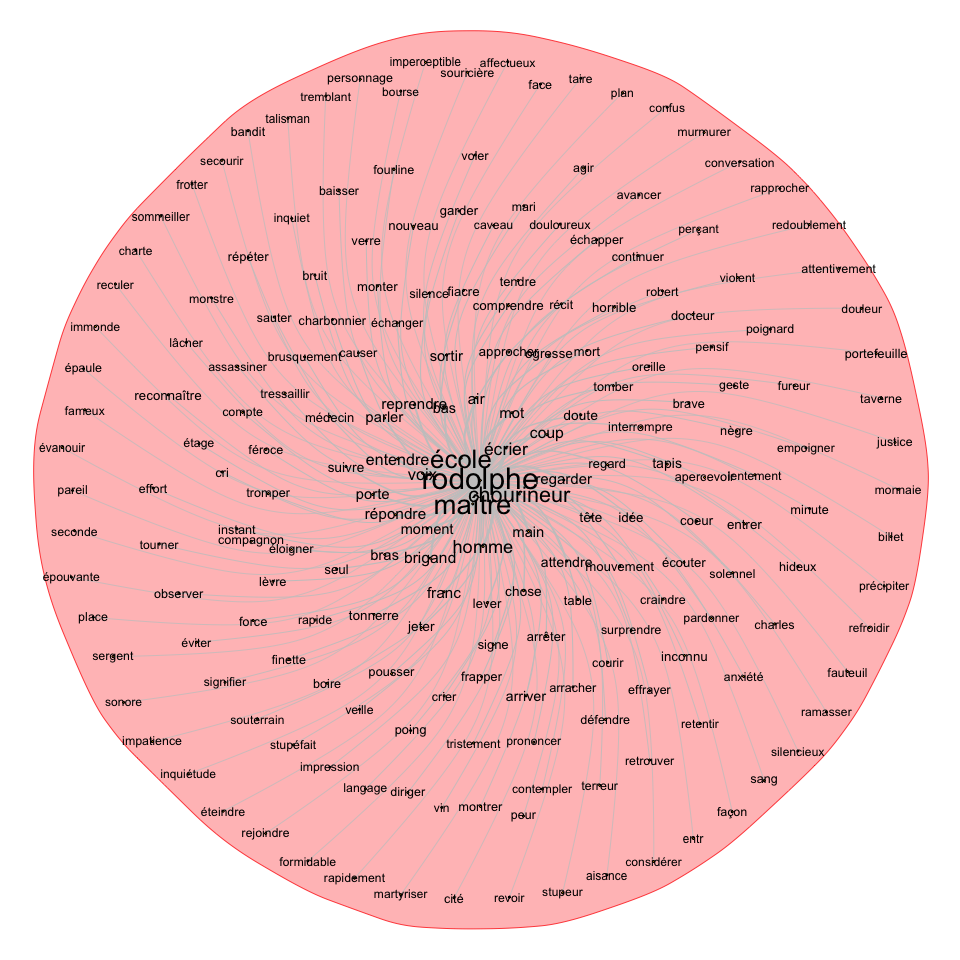 imperceptible
affectueux
souricière
personnage
face
taire
bourse
plan
tremblant
confus
talisman
bandit
murmurer
voler
secourir
conversation
fourline
agir
frotter
baisser
rapprocher
avancer
mari
garder
sommeiller
inquiet
nouveau
caveau
douloureux
redoublement
perçant
verre
échapper
charte
répéter
continuer
attentivement
bruit
violent
tendre
reculer
monter
silence
fiacre
robert
monstre
comprendre
récit
horrible
douleur
docteur
sauter
charbonnier
échanger
immonde
poignard
lâcher
pensif
brusquement
causer
sortir
approcher
ogresse
mort
portefeuille
épaule
assassiner
oreille
reconnaître
tressaillir
tomber
geste
fureur
taverne
air
reprendre
bas
brave
fameux
compte
médecin
parler
mot
doute
interrompre
nègre
coup
justice
étage
évanouir
féroce
écrier
empoigner
entendre
école
suivre
regard
tapis
cri
voix
rodolphe
regarder
apercevoir
lentement
pareil
effort
tromper
porte
chourineur
monnaie
maître
minute
répondre
tête
idée
coeur
entrer
seconde
instant
moment
main
compagnon
billet
tourner
éloigner
homme
bras
brigand
attendre
mouvement
écouter
hideux
seul
solennel
épouvante
lèvre
précipiter
observer
franc
lever
chose
table
craindre
place
force
rapide
tonnerre
pardonner
charles
jeter
surprendre
refroidir
éviter
signe
arrêter
sergent
finette
courir
inconnu
pousser
frapper
anxiété
fauteuil
signifier
boire
arracher
effrayer
sonore
crier
arriver
veille
ramasser
souterrain
défendre
retentir
poing
impatience
stupéfait
tristement
prononcer
silencieux
retrouver
inquiétude
impression
sang
langage
diriger
contempler
terreur
éteindre
vin
montrer
pour
façon
rejoindre
entr
formidable
considérer
rapidement
aisance
martyriser
cité
revoir
stupeur